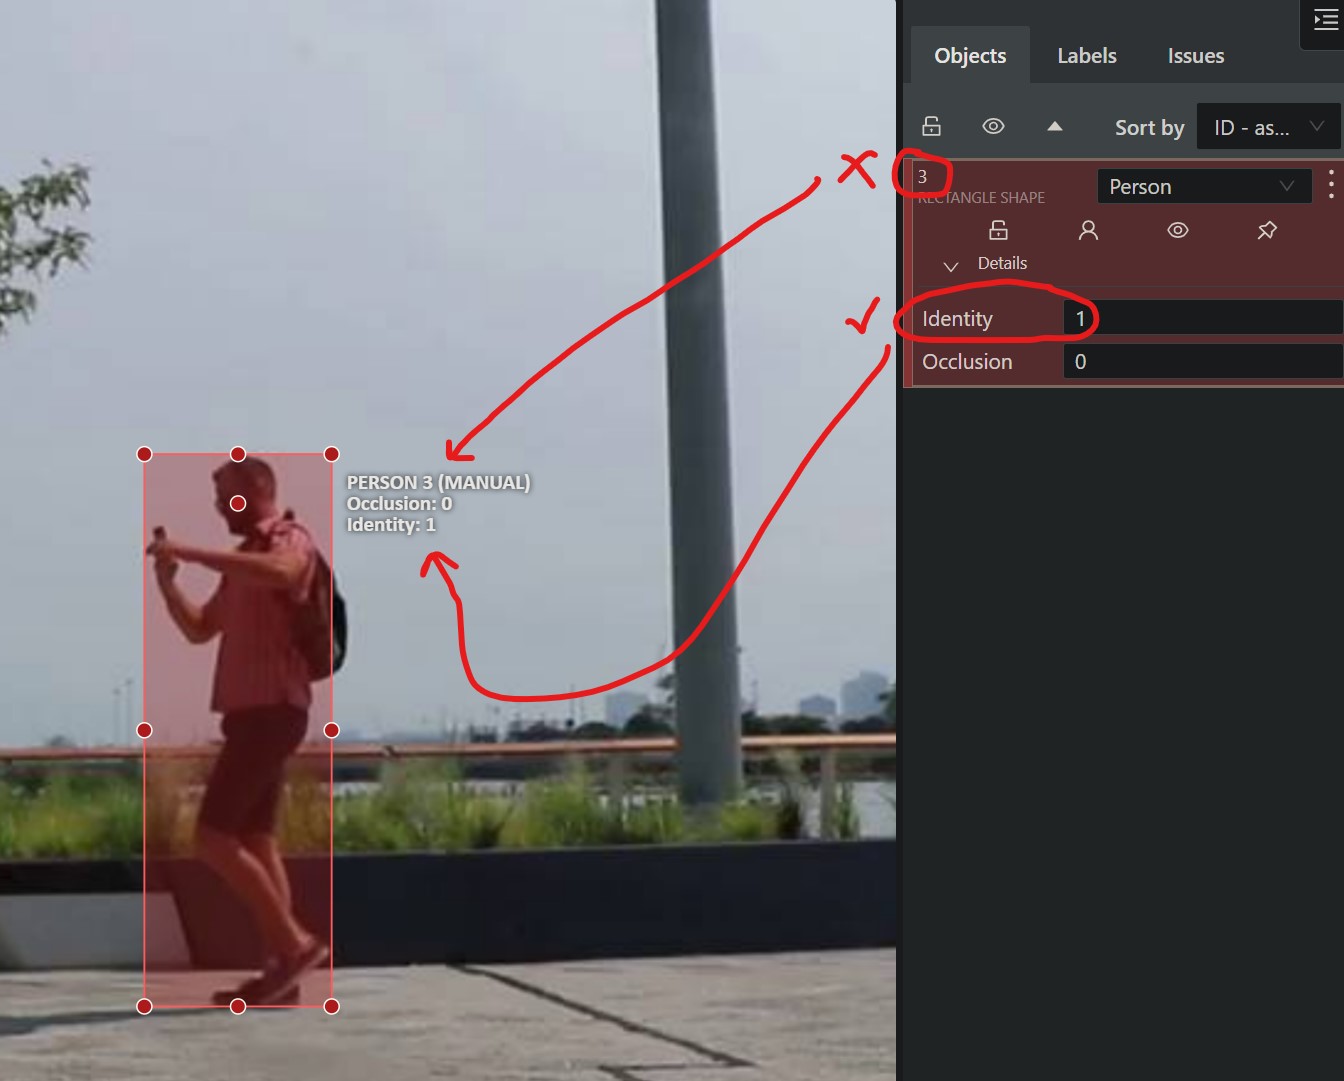 Objects Labels Issues
Sort by ID - as...
3
RECTANGLE SHAPE
Person
Details
Identity 1
Occlusion 0
PERSON 3 (MANUAL)
Occlusion: 0
Identity: 1